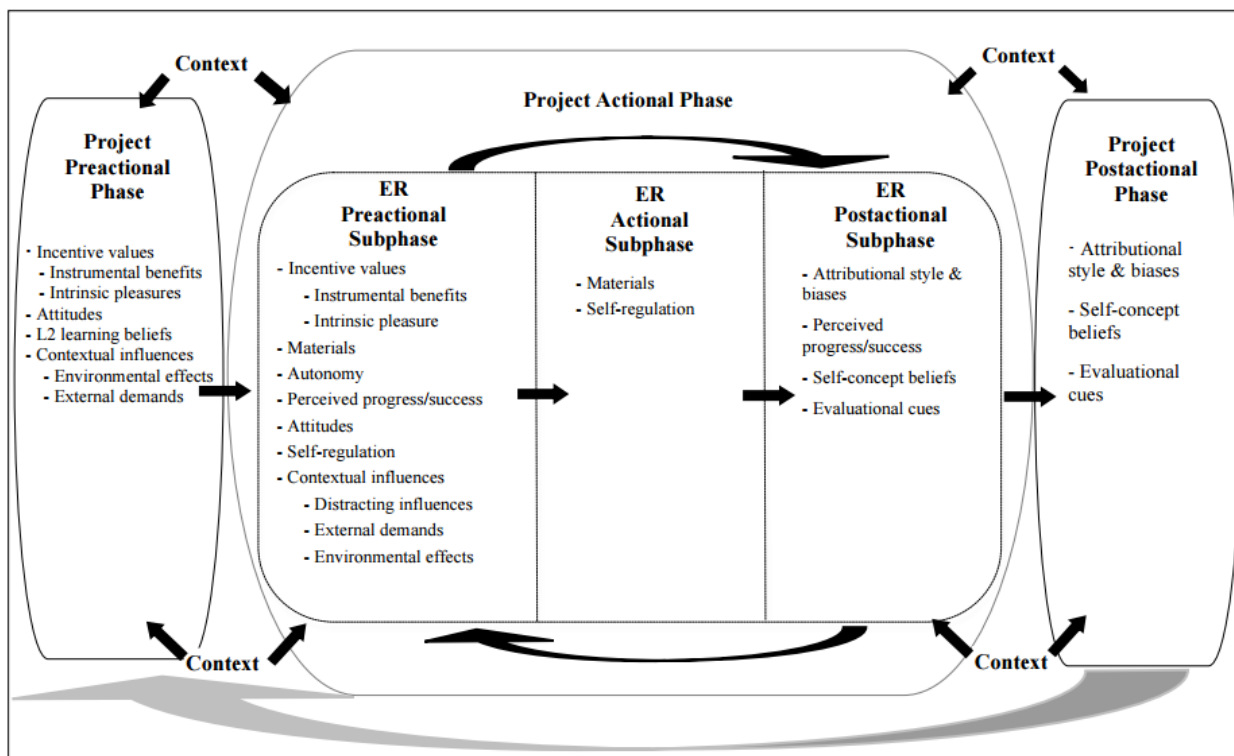 Context
Context
Project Actional Phase
Project
Preactional
Phase
· Incentive values
- Instrumental benefits
- Intrinsic pleasures
- Attitudes
- L2 learning beliefs
- Contextual influences
- Environmental effects
- External demands
ER
Preactional
Subphase
- Incentive values
- Instrumental benefits
- Intrinsic pleasure
- Materials
- Autonomy
- Perceived progress/success
- Attitudes
- Self-regulation
- Contextual influences
- Distracting influences
- External demands
- Environmental effects
ER
Actional
Subphase
- Materials
- Self-regulation
ER
Postactional
Subphase
- Attributional style &
biases
- Perceived
progress/success
- Self-concept beliefs
- Evaluational cues
Project
Postactional
Phase
· Attributional
style & biases
- Self-concept
beliefs
- Evaluational
cues
Context
Context